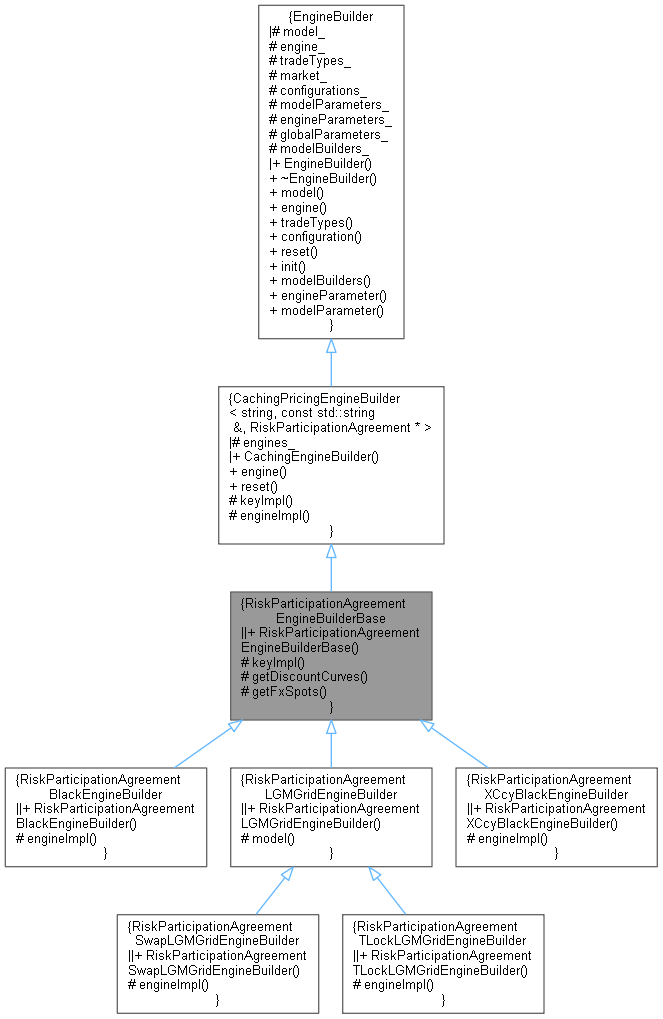 {EngineBuilder
|# model_
# engine_
# tradeTypes_
# market_
# configurations_
# modelParameters_
# engineParameters_
# globalParameters_
# modelBuilders_
|+ EngineBuilder()
+ ~EngineBuilder()
+ model()
+ engine()
+ tradeTypes()
+ configuration()
+ reset()
+ init()
+ modelBuilders()
+ engineParameter()
+ modelParameter()
}
{CachingPricingEngineBuilder
< string, const std::string
&, RiskParticipationAgreement * >
|# engines_
|+ CachingEngineBuilder()
+ engine()
+ reset()
# keyImpl()
# engineImpl()
}
{RiskParticipationAgreement
EngineBuilderBase
||+ RiskParticipationAgreement
EngineBuilderBase()
# keyImpl()
# getDiscountCurves()
# getFxSpots()
}
{RiskParticipationAgreement
BlackEngineBuilder
||+ RiskParticipationAgreement
BlackEngineBuilder()
# engineImpl()
}
{RiskParticipationAgreement
LGMGridEngineBuilder
||+ RiskParticipationAgreement
LGMGridEngineBuilder()
# model()
}
{RiskParticipationAgreement
XCcyBlackEngineBuilder
||+ RiskParticipationAgreement
XCcyBlackEngineBuilder()
# engineImpl()
}
{RiskParticipationAgreement
SwapLGMGridEngineBuilder
||+ RiskParticipationAgreement
SwapLGMGridEngineBuilder()
# engineImpl()
}
{RiskParticipationAgreement
TLockLGMGridEngineBuilder
||+ RiskParticipationAgreement
TLockLGMGridEngineBuilder()
# engineImpl()
}